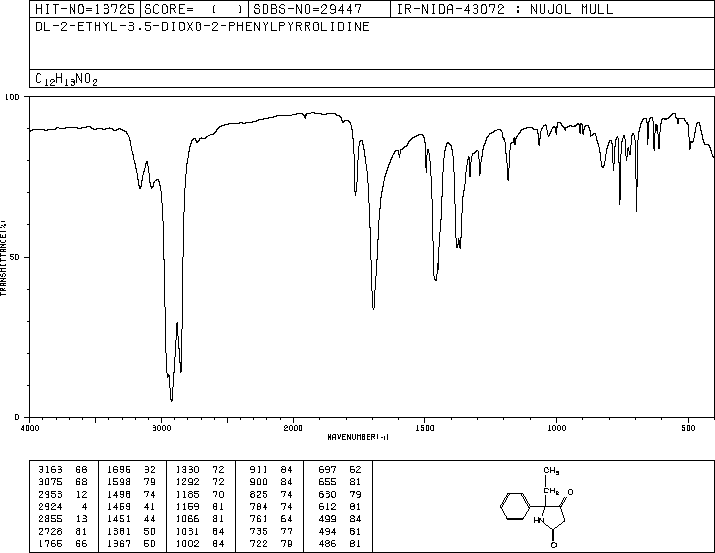 HIT-NO=13725 SCORE= ( ) SDBS-NO=29447 IR-NIDA-43072 : NUJOL MULL
DL-2-ETHYL-3.5-DIOXO-2-PHENYLPYRROLIDINE
C12H13NO2
100
50
0
TRANSMITTANCE(%)
4000 3000 2000 1500 1000 500
WAVENUMBER(-1)
3163 68 1696 32 1330 72 911 84 697 62
3075 68 1598 79 1292 72 900 84 655 81
2953 12 1498 74 1185 70 825 74 630 79
2924 4 1459 41 1159 81 784 74 612 81
2855 13 1451 44 1066 81 761 64 499 84
2728 81 1381 50 1031 84 735 77 494 81
1765 66 1367 50 1002 84 722 79 486 81
CH3
CH2
O
HN
O